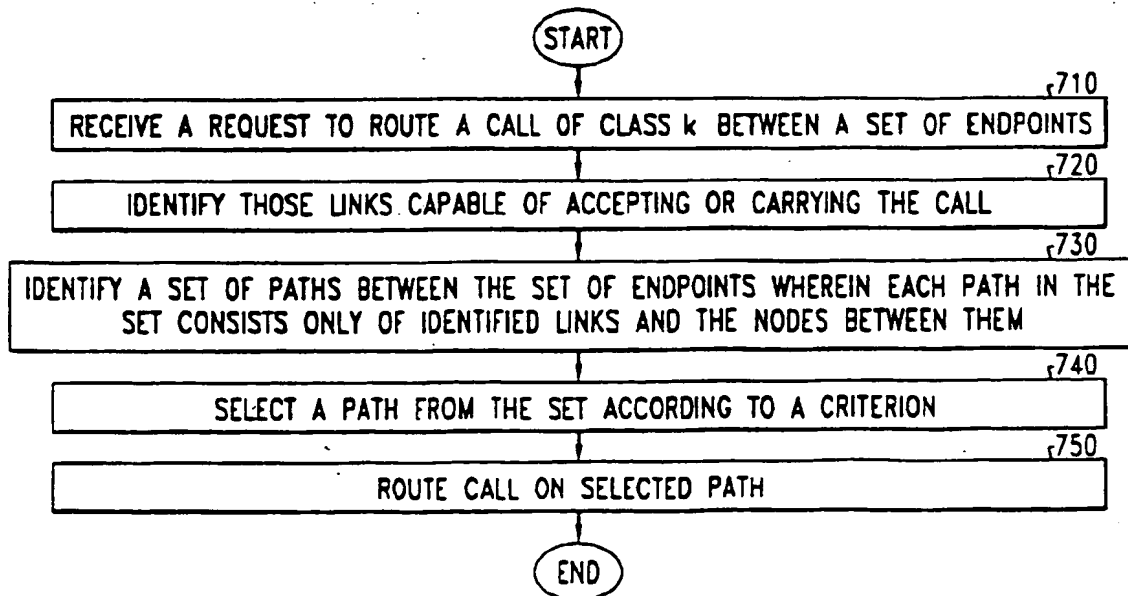 START
710
RECEIVE A REQUEST TO ROUTE A CALL OF CLASS k BETWEEN A SET OF ENDPOINTS
720
IDENTIFY THOSE LINKS CAPABLE OF ACCEPTING OR CARRYING THE CALL
730
IDENTIFY A SET OF PATHS BETWEEN THE SET OF ENDPOINTS WHEREIN EACH PATH IN THE
SET CONSISTS ONLY OF IDENTIFIED LINKS AND THE NODES BETWEEN THEM
740
SELECT A PATH FROM THE SET ACCORDING TO A CRITERION
750
ROUTE CALL ON SELECTED PATH
END